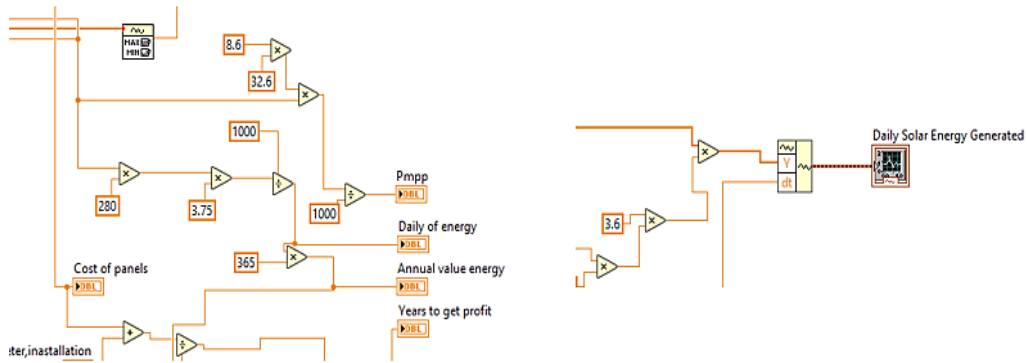 MAX
MIN
8.6
32.6
1000
Daily Solar Energy Generated
Y
dt
280
3.75
1000
Pmpp
DBL
3.6
Daily of energy
DBL
365
Annual value energy
DBL
Cost of panels
DBL
Years to get profit
DBL
eter,inastallation